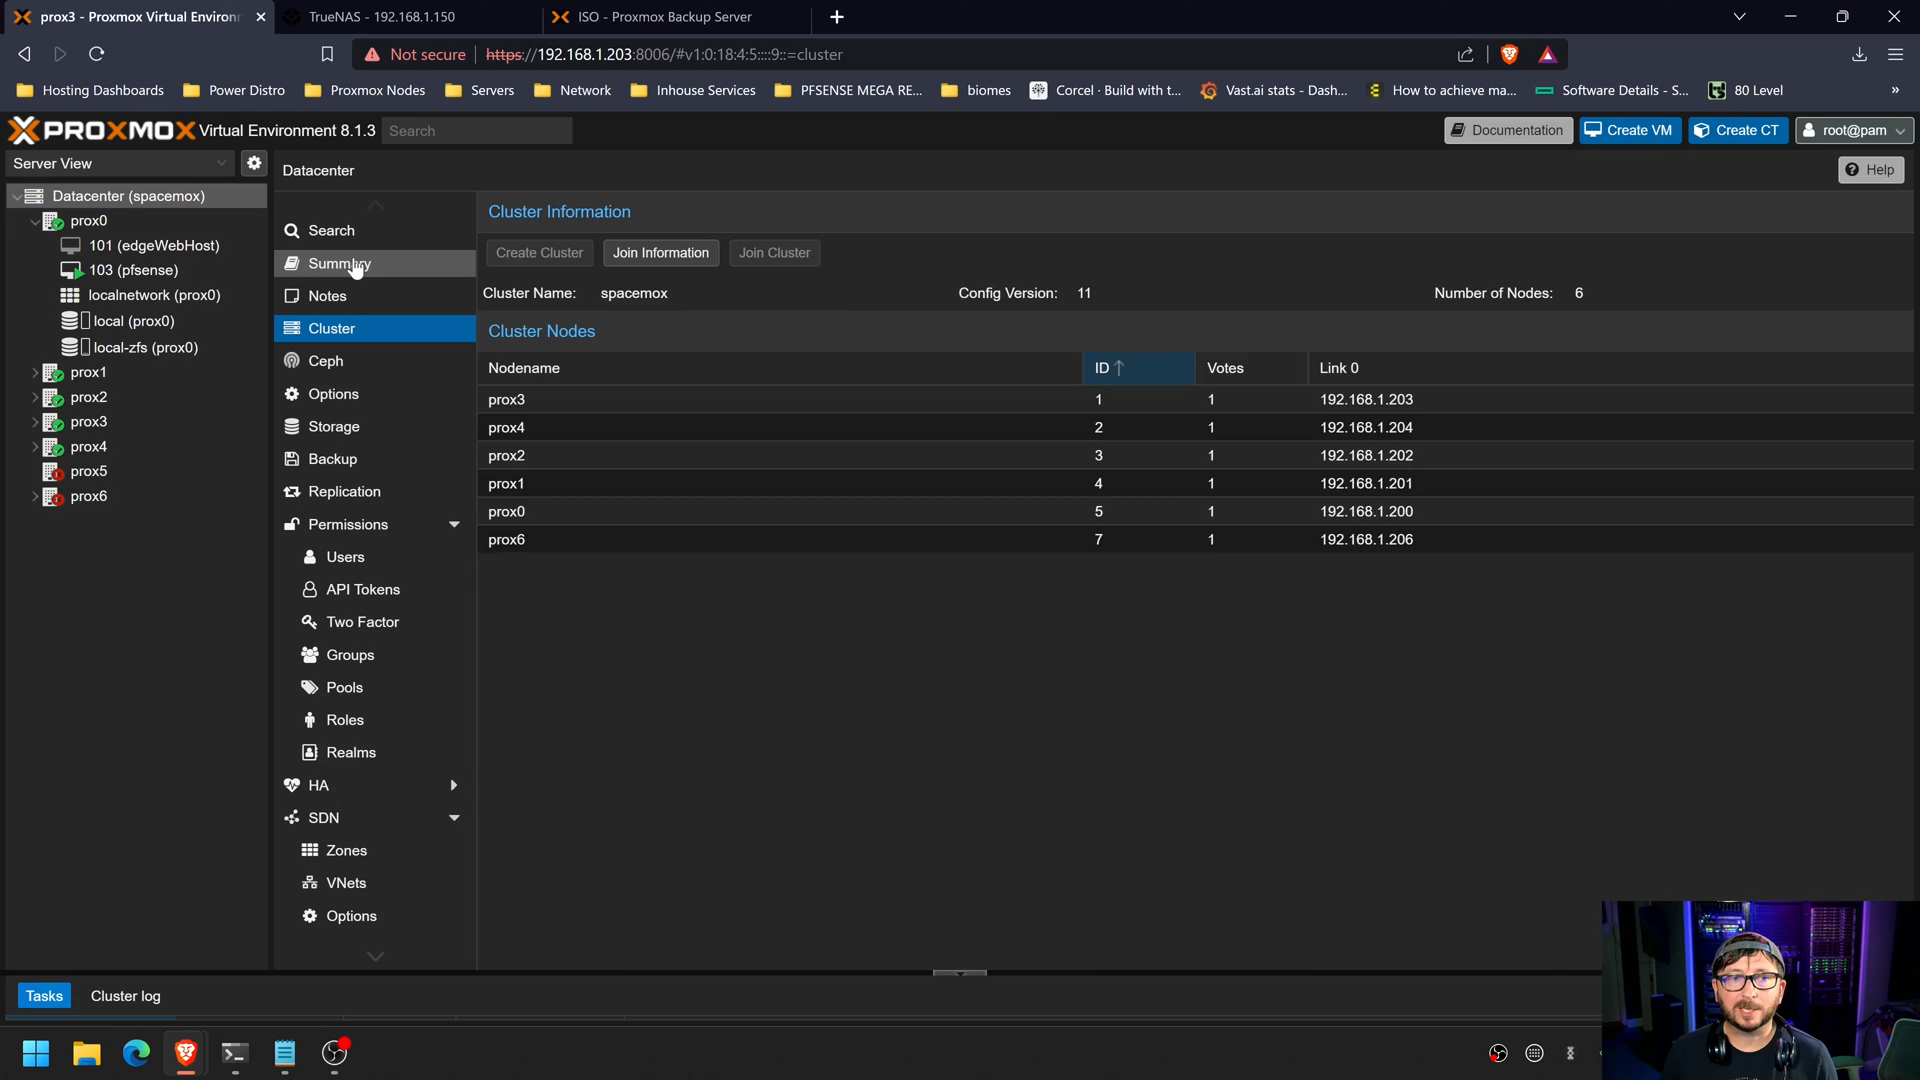 prox3 - Proxmox Virtual Environ
TrueNAS - 192.168.1.150
ISO - Proxmox Backup Server
Not secure
https://192.168.1.203:8006/#v1:0:18:4:5::::9::=cluster
Hosting Dashboards
Power Distro
Proxmox Nodes
Servers
Network
Inhouse Services
PFSENSE MEGA RE...
biomes
Corcel · Build with t...
Vast.ai stats - Dash...
How to achieve ma...
Software Details - S...
80 Level
»
PROXMOX Virtual Environment 8.1.3
Search
Documentation
Create VM
Create CT
root@pam
Server View
Datacenter
Help
Datacenter (spacemox)
prox0
101 (edgeWebHost)
103 (pfsense)
localnetwork (prox0)
local (prox0)
local-zfs (prox0)
prox1
prox2
prox3
prox4
prox5
prox6
Search
Summary
Notes
Cluster
Ceph
Options
Storage
Backup
Replication
Permissions
Users
API Tokens
Two Factor
Groups
Pools
Roles
Realms
HA
SDN
Zones
VNets
Options
Cluster Information
Create Cluster
Join Information
Join Cluster
Cluster Name: spacemox
Config Version: 11
Number of Nodes: 6
Cluster Nodes
Nodename ID Votes Link 0
prox3 1 1 192.168.1.203
prox4 2 1 192.168.1.204
prox2 3 1 192.168.1.202
prox1 4 1 192.168.1.201
prox0 5 1 192.168.1.200
prox6 7 1 192.168.1.206
Tasks
Cluster log